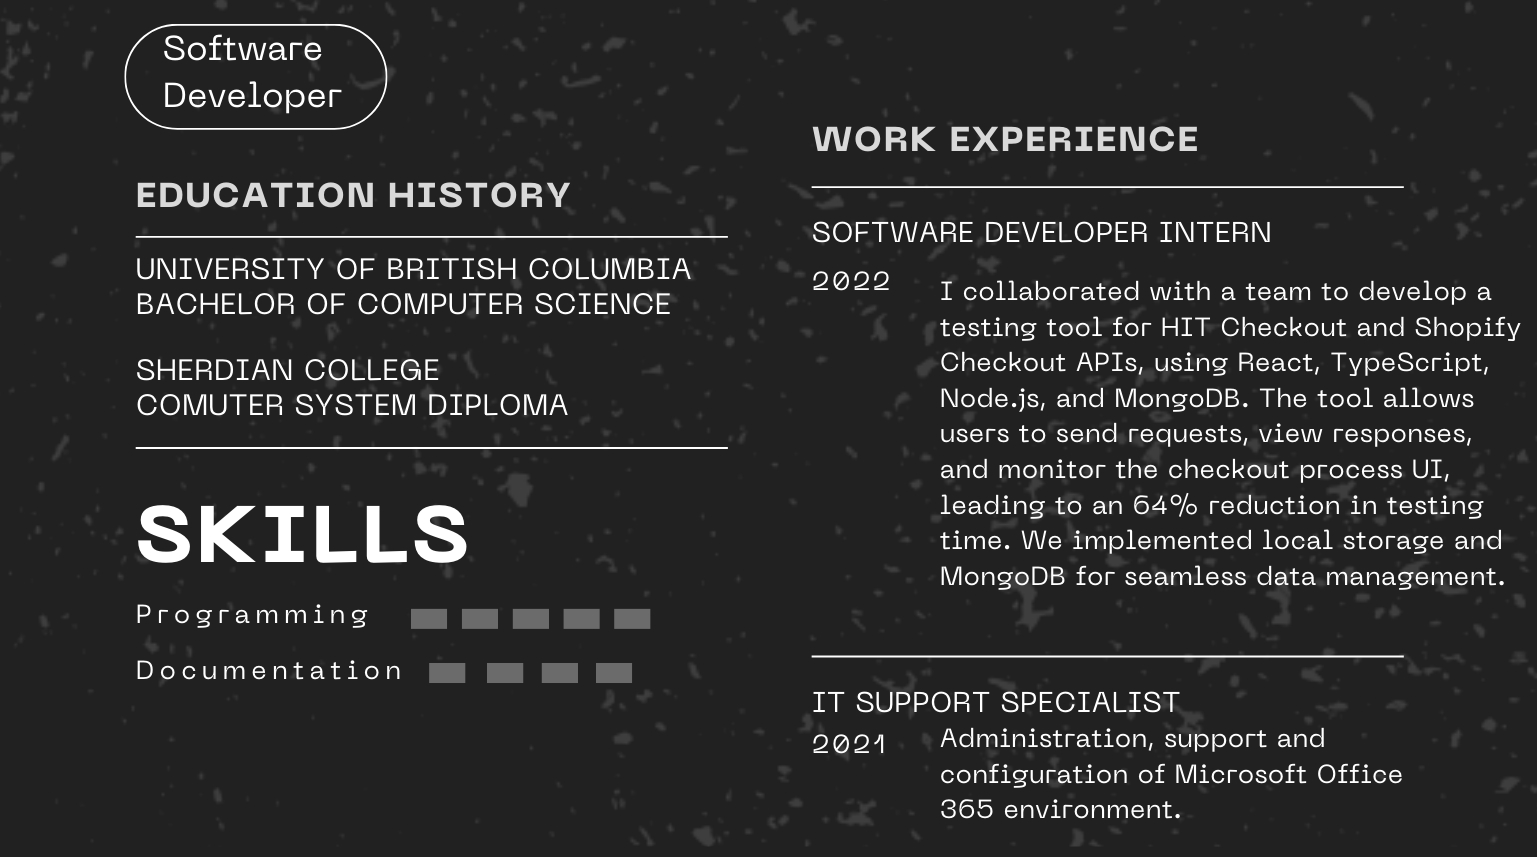 Software
Developer
EDUCATION HISTORY
UNIVERSITY OF BRITISH COLUMBIA
BACHELOR OF COMPUTER SCIENCE
SHERDIAN COLLEGE
COMUTER SYSTEM DIPLOMA
SKILLS
Programming
Documentation
WORK EXPERIENCE
SOFTWARE DEVELOPER INTERN
2022
I collaborated with a team to develop a
testing tool for HIT Checkout and Shopify
Checkout APIs, using React, TypeScript,
Node.js, and MongoDB. The tool allows
users to send requests, view responses,
and monitor the checkout process UI,
leading to an 64% reduction in testing
time. We implemented local storage and
MongoDB for seamless data management.
IT SUPPORT SPECIALIST
2021
Administration, support and
configuration of Microsoft Office
365 environment.